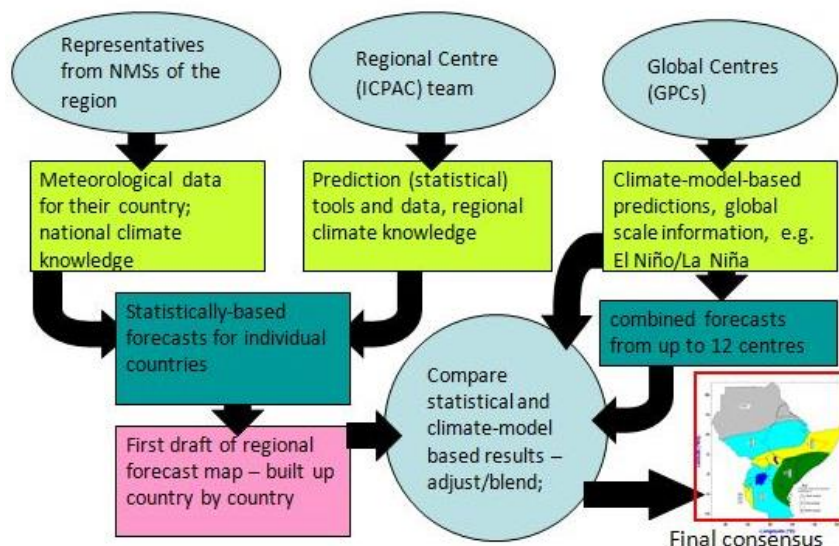 Representatives
from NMSs of the
region
Regional Centre
(ICPAC) team
Global Centres
(GPCs)
Meteorological data
for their country;
national climate
knowledge
Prediction (statistical)
tools and data, regional
climate knowledge
Climate-model-based
predictions, global
scale information, e.g.
El Niño/La Niña
Statistically-based
forecasts for individual
countries
combined forecasts
from up to 12 centres
First draft of regional
forecast map – built up
country by country
Compare
statistical and
climate-model
based results –
adjust/blend;
Final consensus